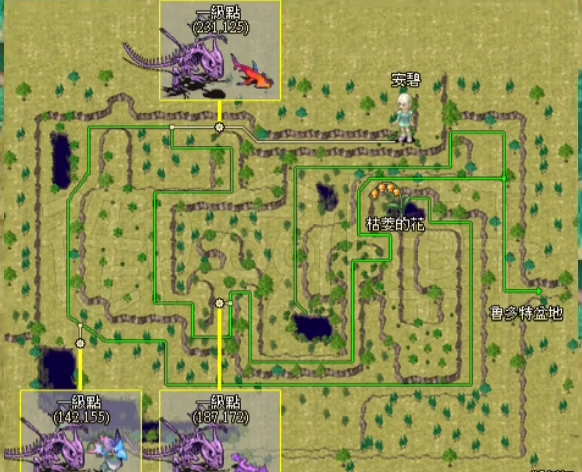 一級點
(231,125)
安碧
枯萎的花
魯多特盆地
一級點
(142,155)
一級點
(187,172)